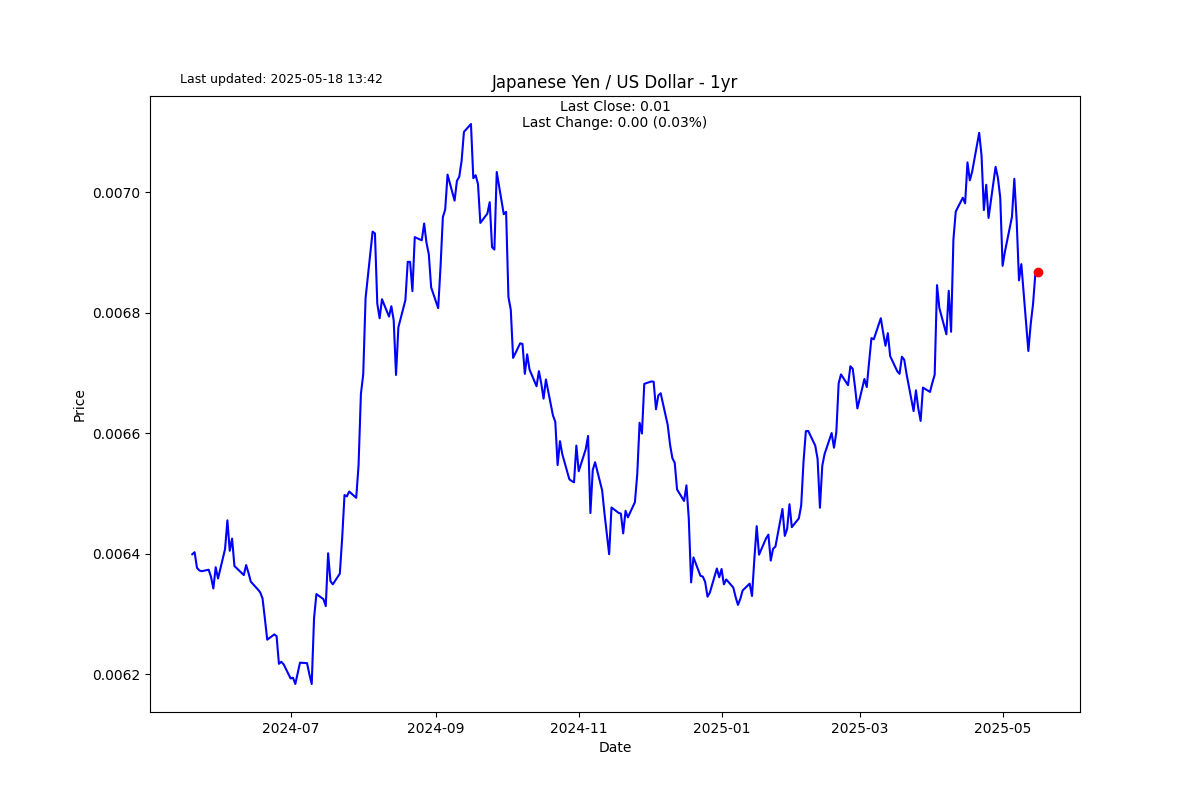 Last updated: 2025-05-18 13:42
Japanese Yen / US Dollar - 1yr
Last Close: 0.01
Last Change: 0.00 (0.03%)
Price
0.0070
0.0068
0.0066
0.0064
0.0062
2024-07
2024-09
2024-11
2025-01
2025-03
2025-05
Date